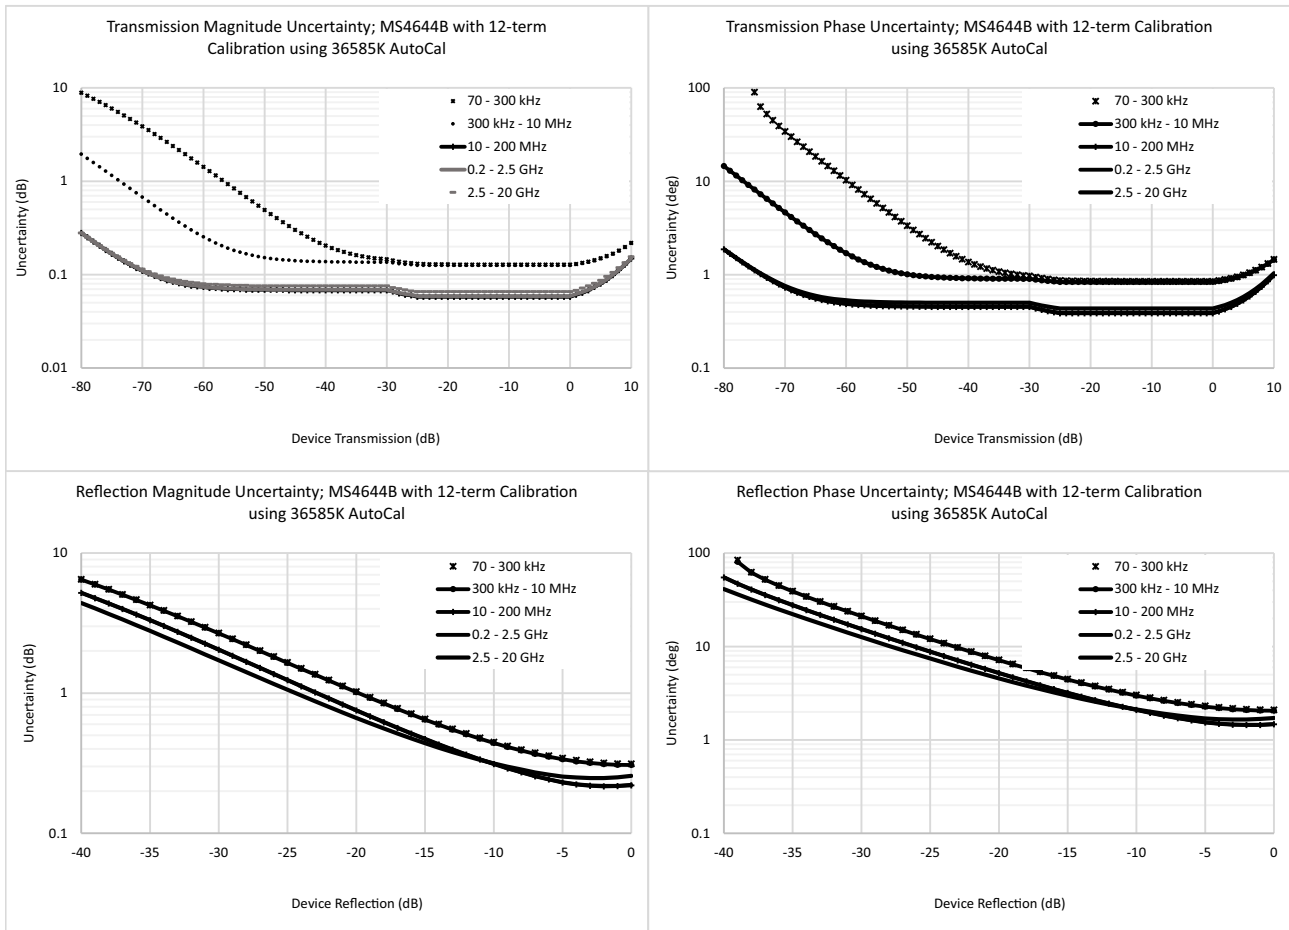 Transmission Magnitude Uncertainty; MS4644B with 12-term
Calibration using 36585K AutoCal
10
1
0.1
0.01
Uncertainty (dB)
70 - 300 kHz
300 kHz - 10 MHz
10 - 200 MHz
0.2 - 2.5 GHz
2.5 - 20 GHz
-80 -70 -60 -50 -40 -30 -20 -10 0 10
Device Transmission (dB)
Transmission Phase Uncertainty; MS4644B with 12-term Calibration
using 36585K AutoCal
100
10
1
0.1
Uncertainty (deg)
70 - 300 kHz
300 kHz - 10 MHz
10 - 200 MHz
0.2 - 2.5 GHz
2.5 - 20 GHz
-80 -70 -60 -50 -40 -30 -20 -10 0 10
Device Transmission (dB)
Reflection Magnitude Uncertainty; MS4644B with 12-term Calibration
using 36585K AutoCal
10
1
0.1
Uncertainty (dB)
70 - 300 kHz
300 kHz - 10 MHz
10 - 200 MHz
0.2 - 2.5 GHz
2.5 - 20 GHz
-40 -35 -30 -25 -20 -15 -10 -5 0
Device Reflection (dB)
Reflection Phase Uncertainty; MS4644B with 12-term Calibration
using 36585K AutoCal
100
10
1
0.1
Uncertainty (deg)
70 - 300 kHz
300 kHz - 10 MHz
10 - 200 MHz
0.2 - 2.5 GHz
2.5 - 20 GHz
-40 -35 -30 -25 -20 -15 -10 -5 0
Device Reflection (dB)